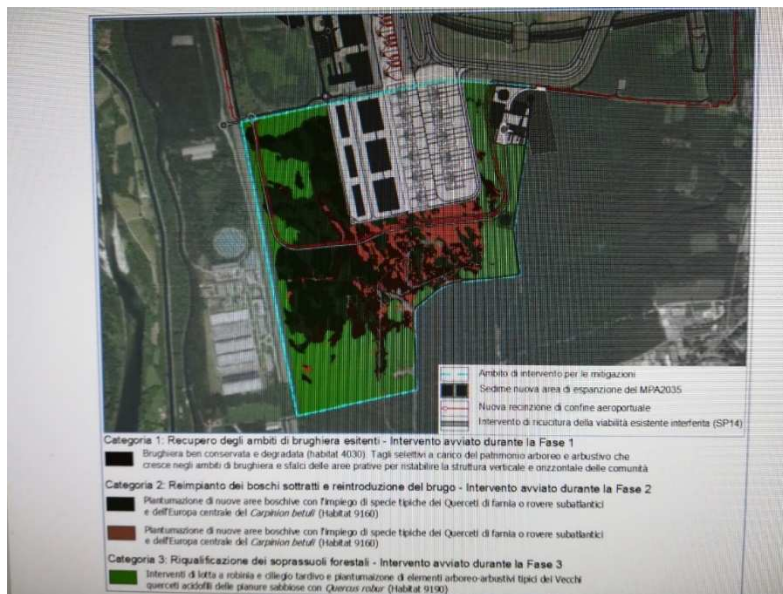 Ambito di intervento per le mitigazioni
Sedime nuova area di espanzione del MPA2035
Nuova recinzione di confine aeroportuale
Intervento di ricucitura della viabilità esistente interferita (SP14)
Categoria 1: Recupero degli ambiti di brughiera esitenti - Intervento avviato durante la Fase 1
Brughiera ben conservata e degradata (habitat 4030). Tagli selettivi a carico del patrimonio arboreo e arbustivo che
cresce negli ambiti di brughiera e sfalci delle aree prative per ristabilire la struttura verticale e orizzontale delle comunità
Categoria 2: Reimpianto dei boschi sottratti e reintroduzione del brugo - Intervento avviato durante la Fase 2
Plantumazione di nuove aree boschive con l'impiego di specie tipiche dei Querceti di farnia o rovere subatlantici
e dell'Europa centrale del Carpinion betuli (Habitat 9160)
Plantumazione di nuove aree boschive con l'impiego di specie tipiche dei Querceti di farnia o rovere subatlantici
e dell'Europa centrale del Carpinion betuli (Habitat 9160)
Categoria 3: Riqualificazione dei soprassuoli forestali - Intervento avviato durante la Fase 3
Interventi di lotta a robinia e ciliegio tardivo e plantumaizone di elementi arboreo-arbustivi tipici del Vecchi
querceti acidofili delle pianure sabbiose con Quercus robur (Habitat 9190)